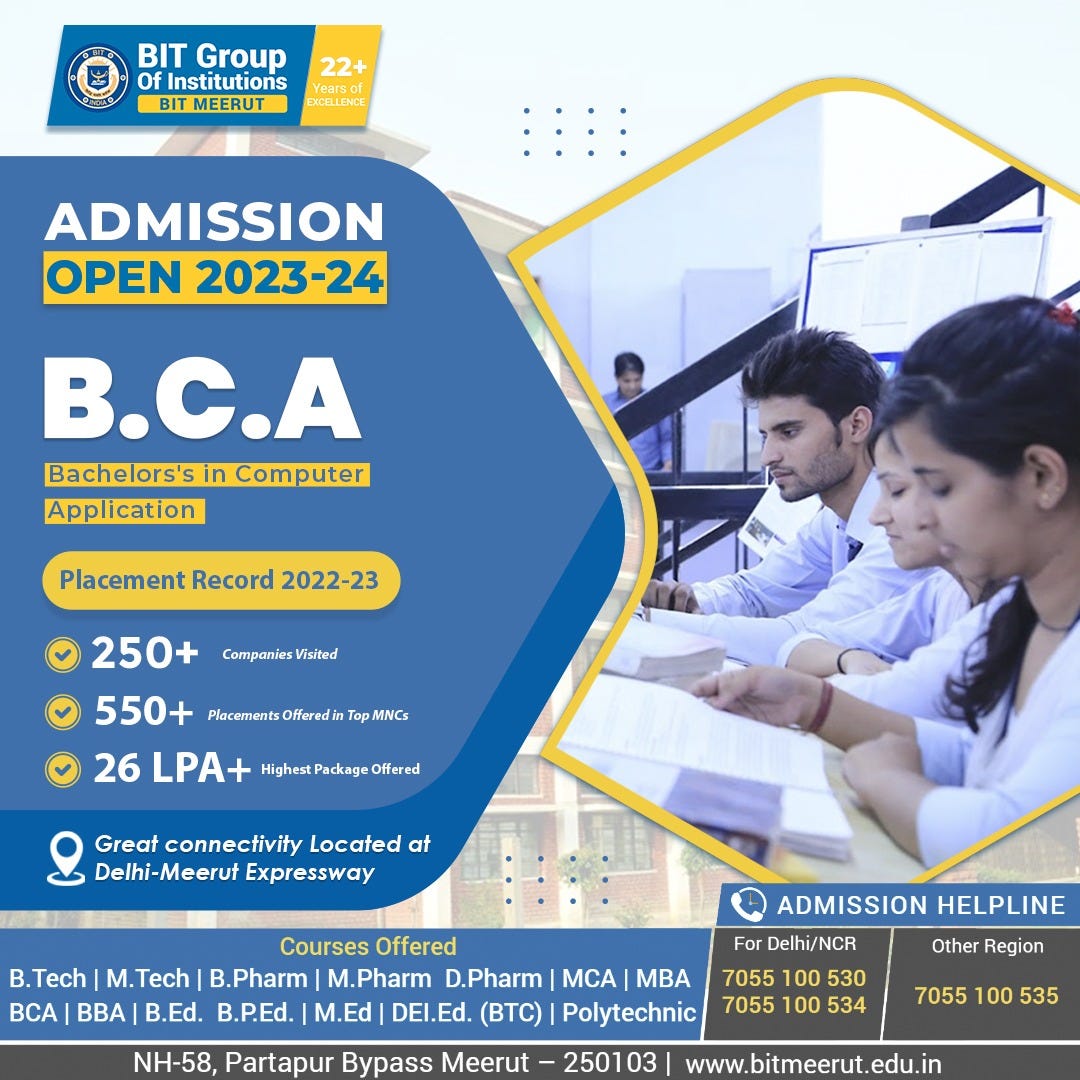 BIT
INDIA
BIT Group
Of Institutions
BIT MEERUT
22+
Years of
EXCELLENCE
ADMISSION
OPEN 2023-24
B.C.A
Bachelors's in Computer
Application
Placement Record 2022-23
250+ Companies Visited
550+ Placements Offered in Top MNCs
26 LPA+ Highest Package Offered
Great connectivity Located at
Delhi-Meerut Expressway
ADMISSION HELPLINE
Courses Offered
B.Tech | M.Tech | B.Pharm | M.Pharm D.Pharm | MCA | MBA
BCA | BBA | B.Ed. B.P.Ed. | M.Ed | DEI.Ed. (BTC) | Polytechnic
For Delhi/NCR
7055 100 530
7055 100 534
Other Region
7055 100 535
NH-58, Partapur Bypass Meerut – 250103 | www.bitmeerut.edu.in